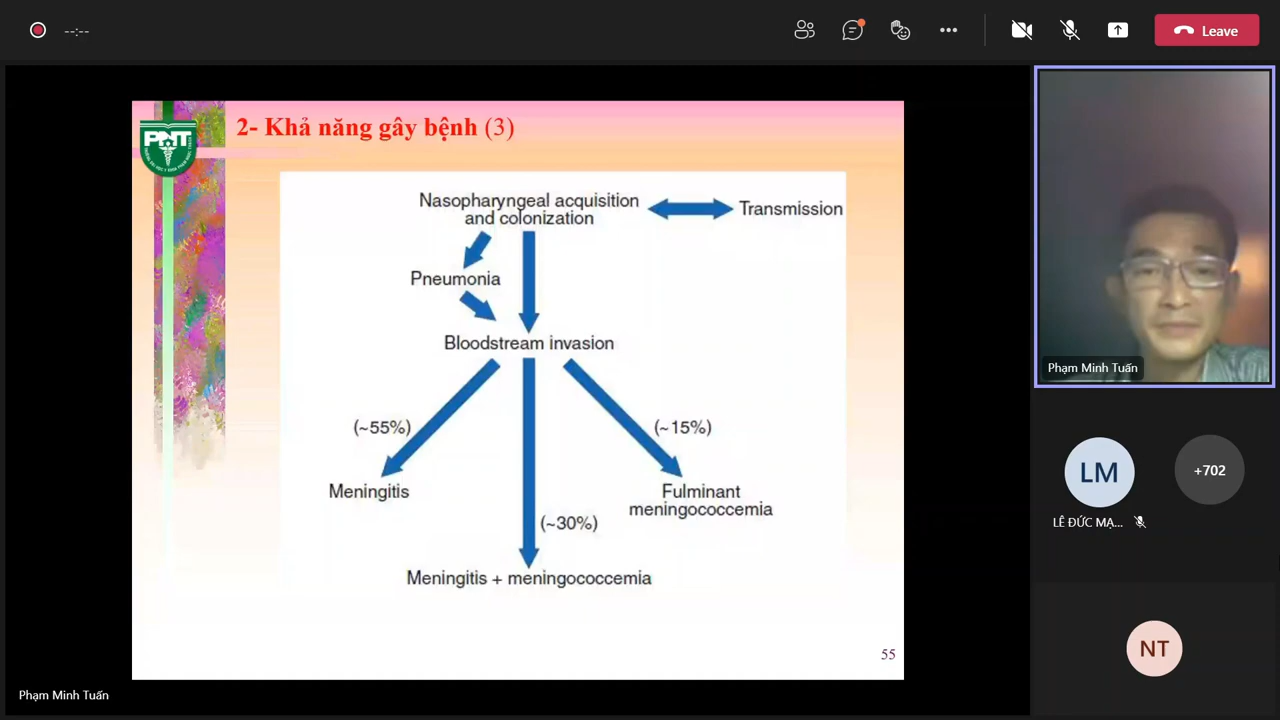 --:--
Leave
2- Khả năng gây bệnh (3)
PNT
Nasopharyngeal acquisition
and colonization
Transmission
Pneumonia
Bloodstream invasion
(~55%)
(~15%)
Meningitis
Fulminant
meningococcemia
(~30%)
Meningitis + meningococcemia
55
Phạm Minh Tuấn
Phạm Minh Tuấn
LM
+702
LÊ ĐỨC MẠ...
NT